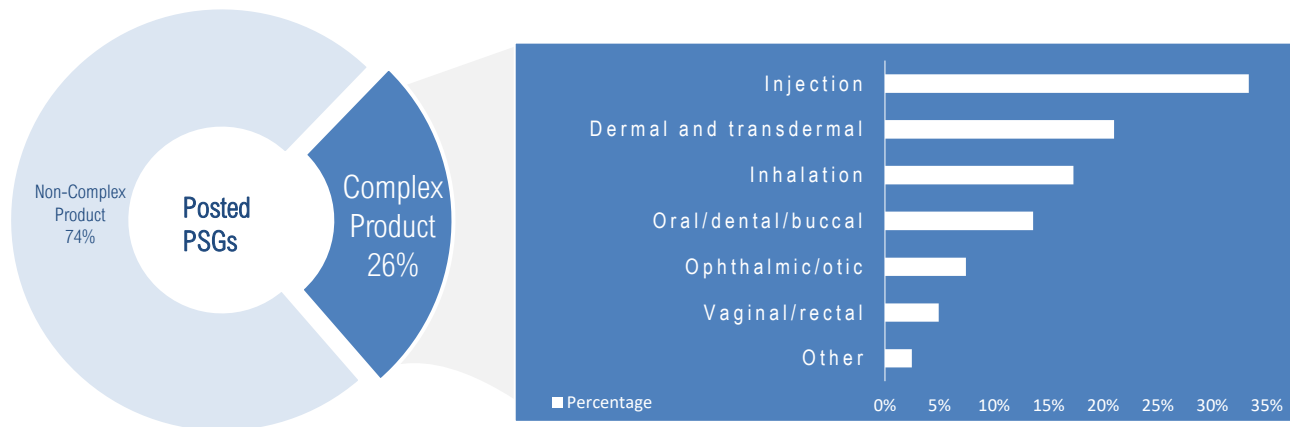 Non-Complex
Product
74%
Posted
PSGs
Complex
Product
26%
Injection
Dermal and transdermal
Inhalation
Oral/dental/buccal
Ophthalmic/otic
Vaginal/rectal
Other
Percentage
0% 5% 10% 15% 20% 25% 30% 35%